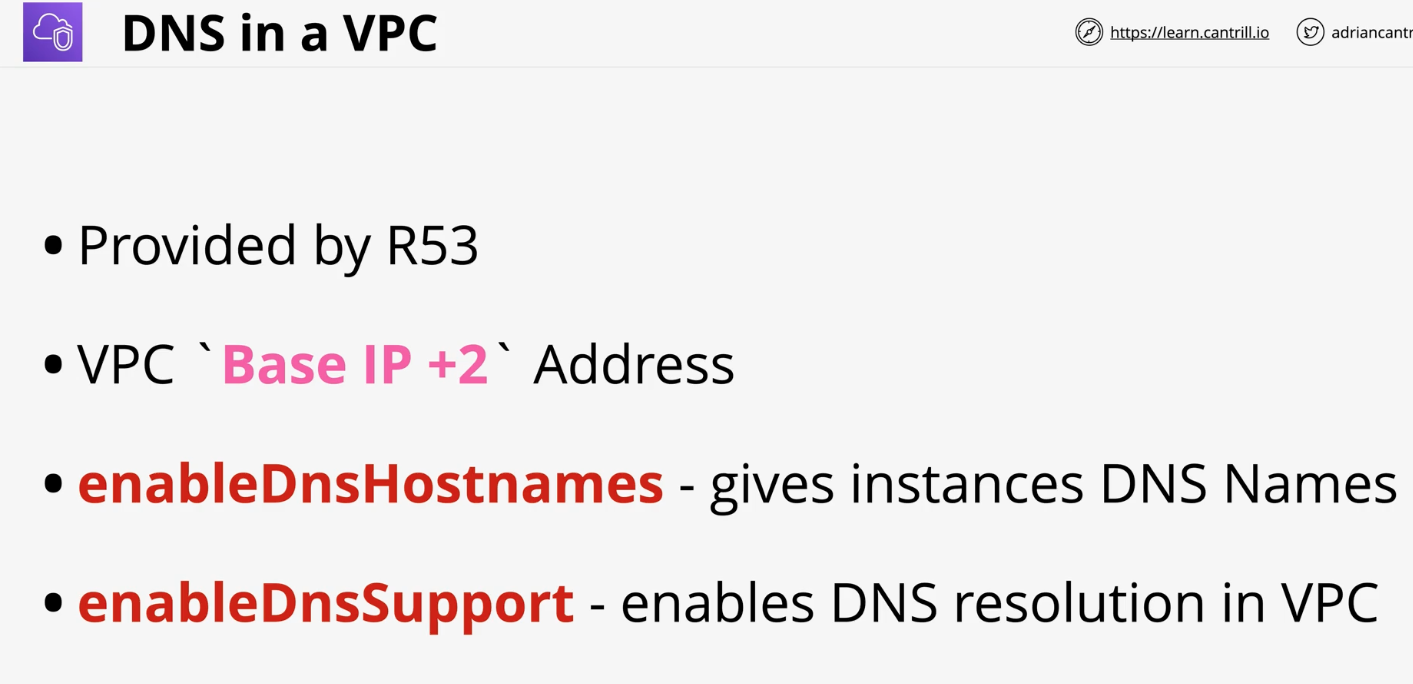 DNS in a VPC
https://learn.cantrill.io
• Provided by R53
• VPC `Base IP +2` Address
• enableDnsHostnames - gives instances DNS Names
• enableDnsSupport - enables DNS resolution in VPC